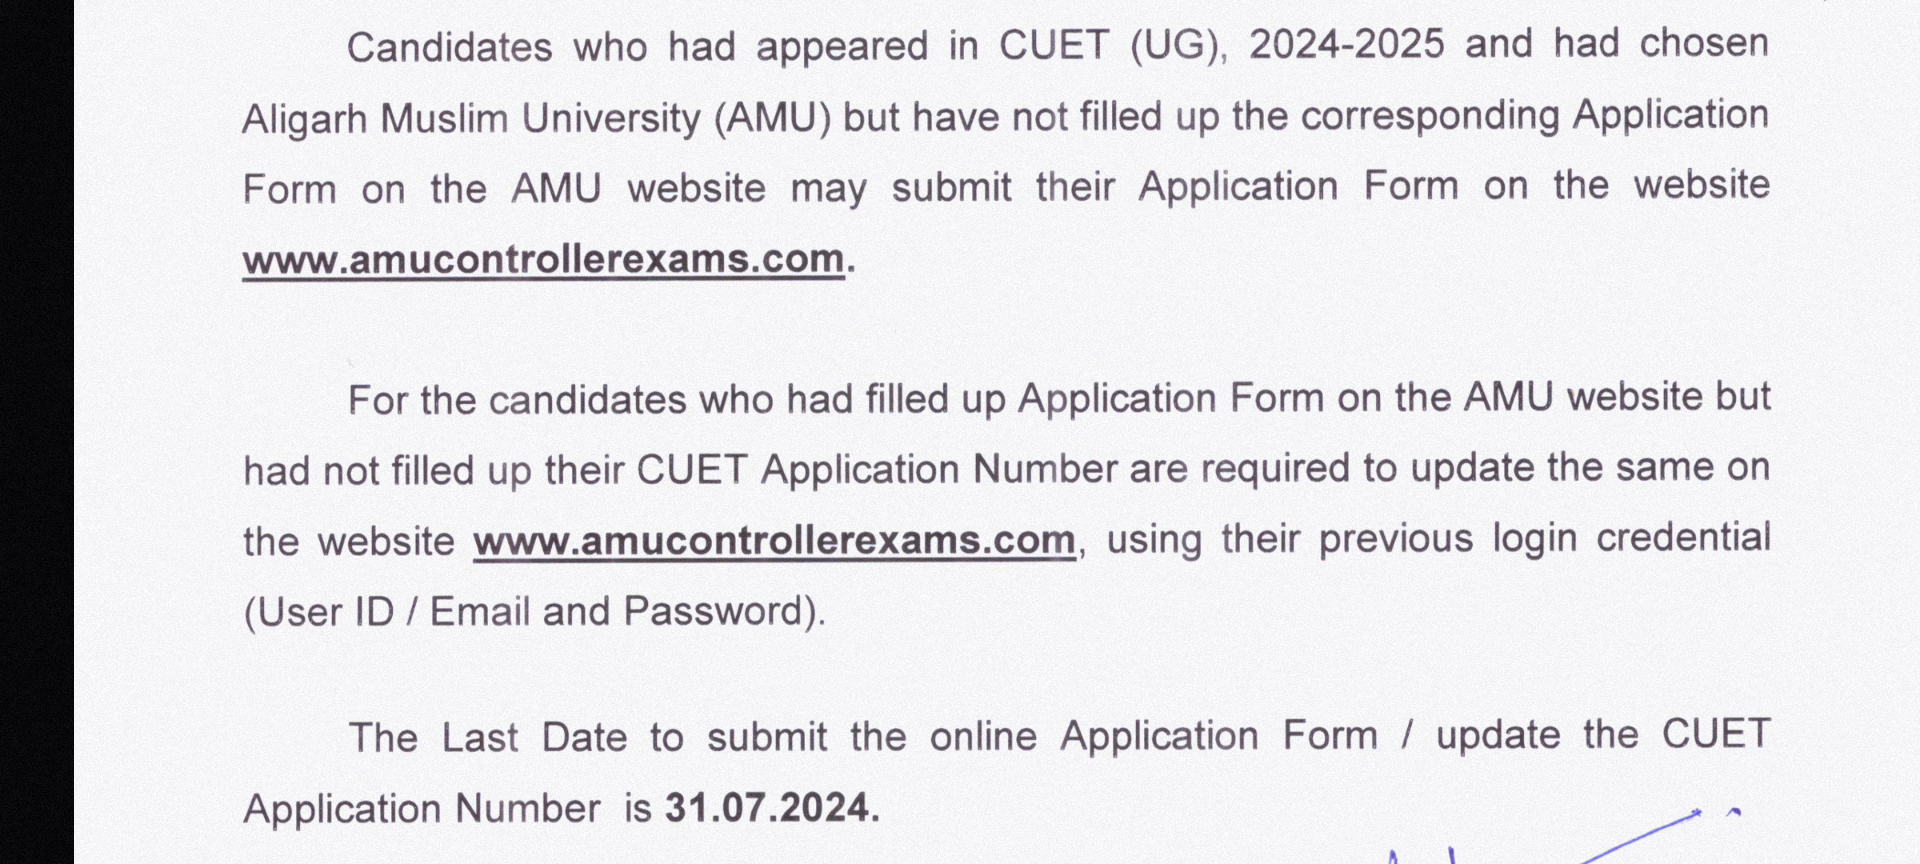 Candidates who had appeared in CUET (UG), 2024-2025 and had chosen
Aligarh Muslim University (AMU) but have not filled up the corresponding Application
Form on the AMU website may submit their Application Form on the website
www.amucontrollerexams.com.
For the candidates who had filled up Application Form on the AMU website but
had not filled up their CUET Application Number are required to update the same on
the website www.amucontrollerexams.com, using their previous login credential
(User ID / Email and Password).
The Last Date to submit the online Application Form / update the CUET
Application Number is 31.07.2024.